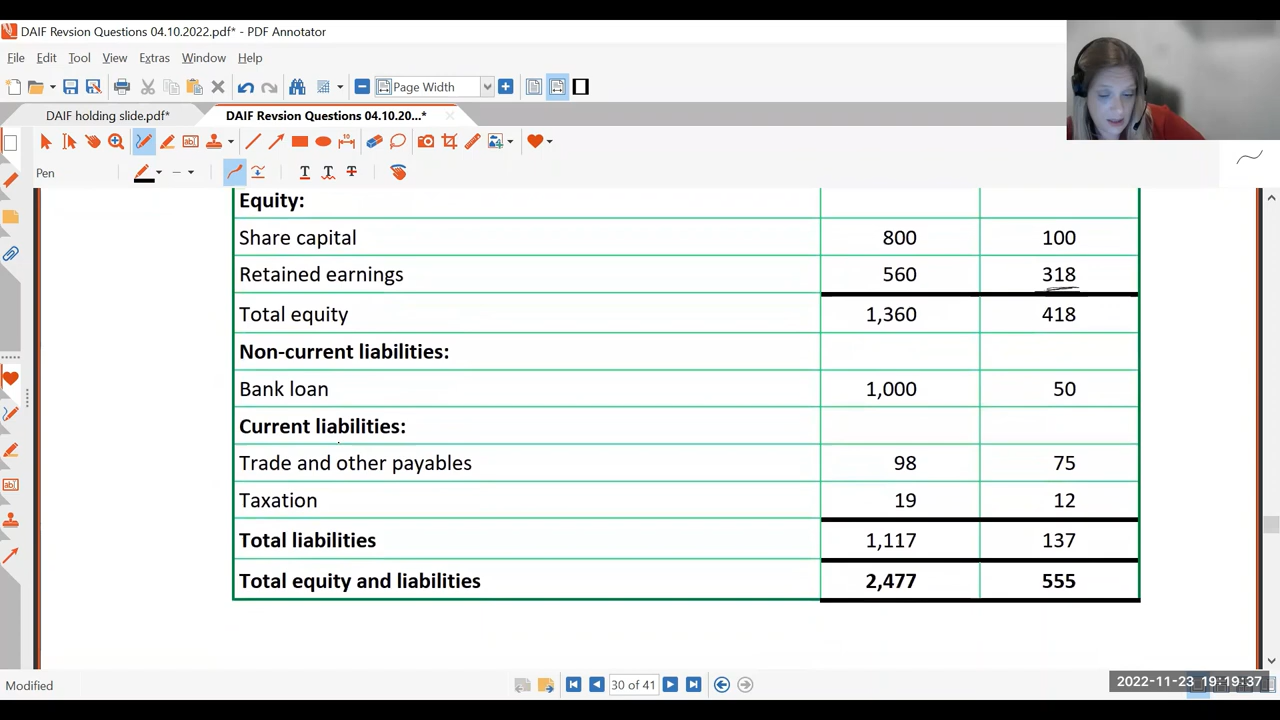 DAIF Revsion Questions 04.10.2022.pdf* - PDF Annotator
File Edit Tool View Extras Window Help
Page Width
DAIF holding slide.pdf* DAIF Revsion Questions 04.10.20...*
Pen
Equity:
Share capital 800 100
Retained earnings 560 318
Total equity 1,360 418
Non-current liabilities:
Bank loan 1,000 50
Current liabilities:
Trade and other payables 98 75
Taxation 19 12
Total liabilities 1,117 137
Total equity and liabilities 2,477 555
Modified 30 of 41 2022-11-23 19:19:37